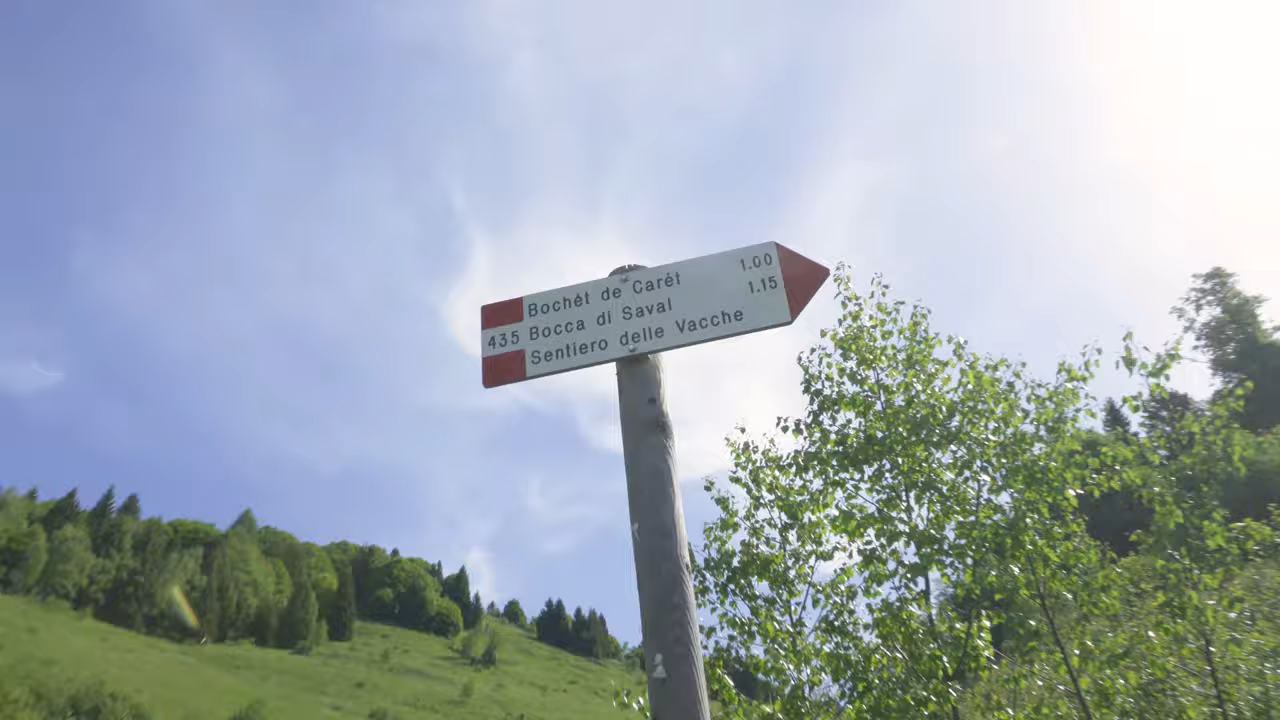 Bochét de Carét 1.00
435 Bocca di Saval 1.15
Sentiero delle Vacche